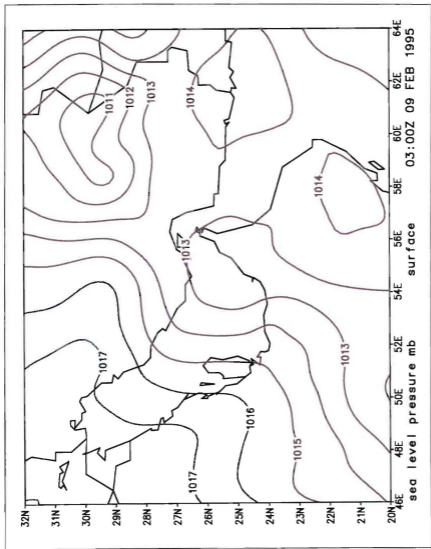 32N
31N
30N
29N
28N
27N
26N
25N
24N
23N
22N
21N
20N
46E 48E 50E 52E 54E 56E 58E 60E 62E 64E
1017
1017
1016
1015
1013
1013
1011
1012
1013
1014
1014
sea level pressure mb surface 03:00Z 09 FEB 1995